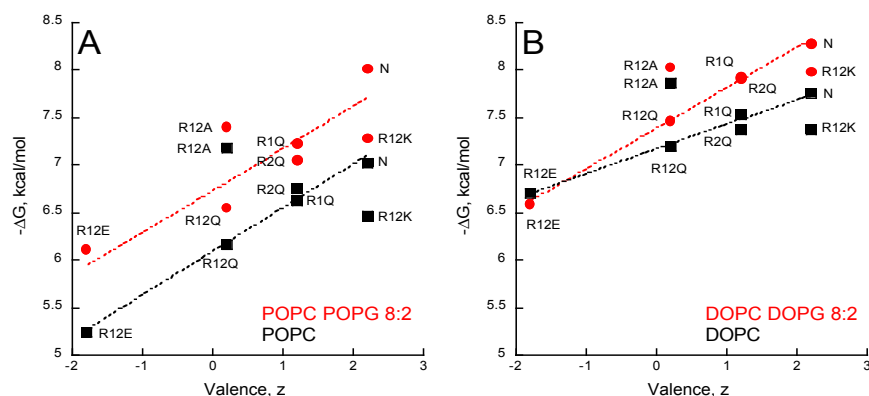 A
8.5
8
7.5
7
6.5
6
5.5
5
-ΔG, kcal/mol
N
R12A
R12A
R1Q
R12K
R2Q
N
R2Q
R1Q
R12Q
R12K
R12E
R12Q
R12E
POPC POPG 8:2
POPC
-2 -1 0 1 2 3
Valence, z
B
8.5
8
7.5
7
6.5
6
5.5
5
-ΔG, kcal/mol
N
R12A
R1Q
R12K
R12A
R2Q
N
R12Q
R1Q
R12K
R2Q
R12E
R12Q
R12E
DOPC DOPG 8:2
DOPC
-2 -1 0 1 2 3
Valence, z